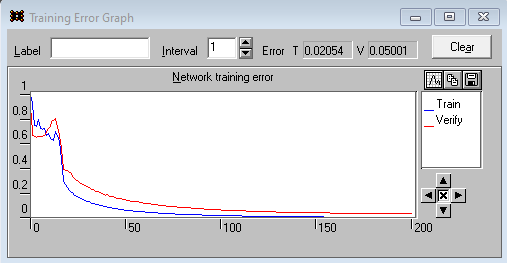 Training Error Graph
Label Interval 1 Error T 0.02054 V 0.05001 Clear
Network training error
1
0.8
0.6
0.4
0.2
0
0 50 100 150 200
Train
Verify